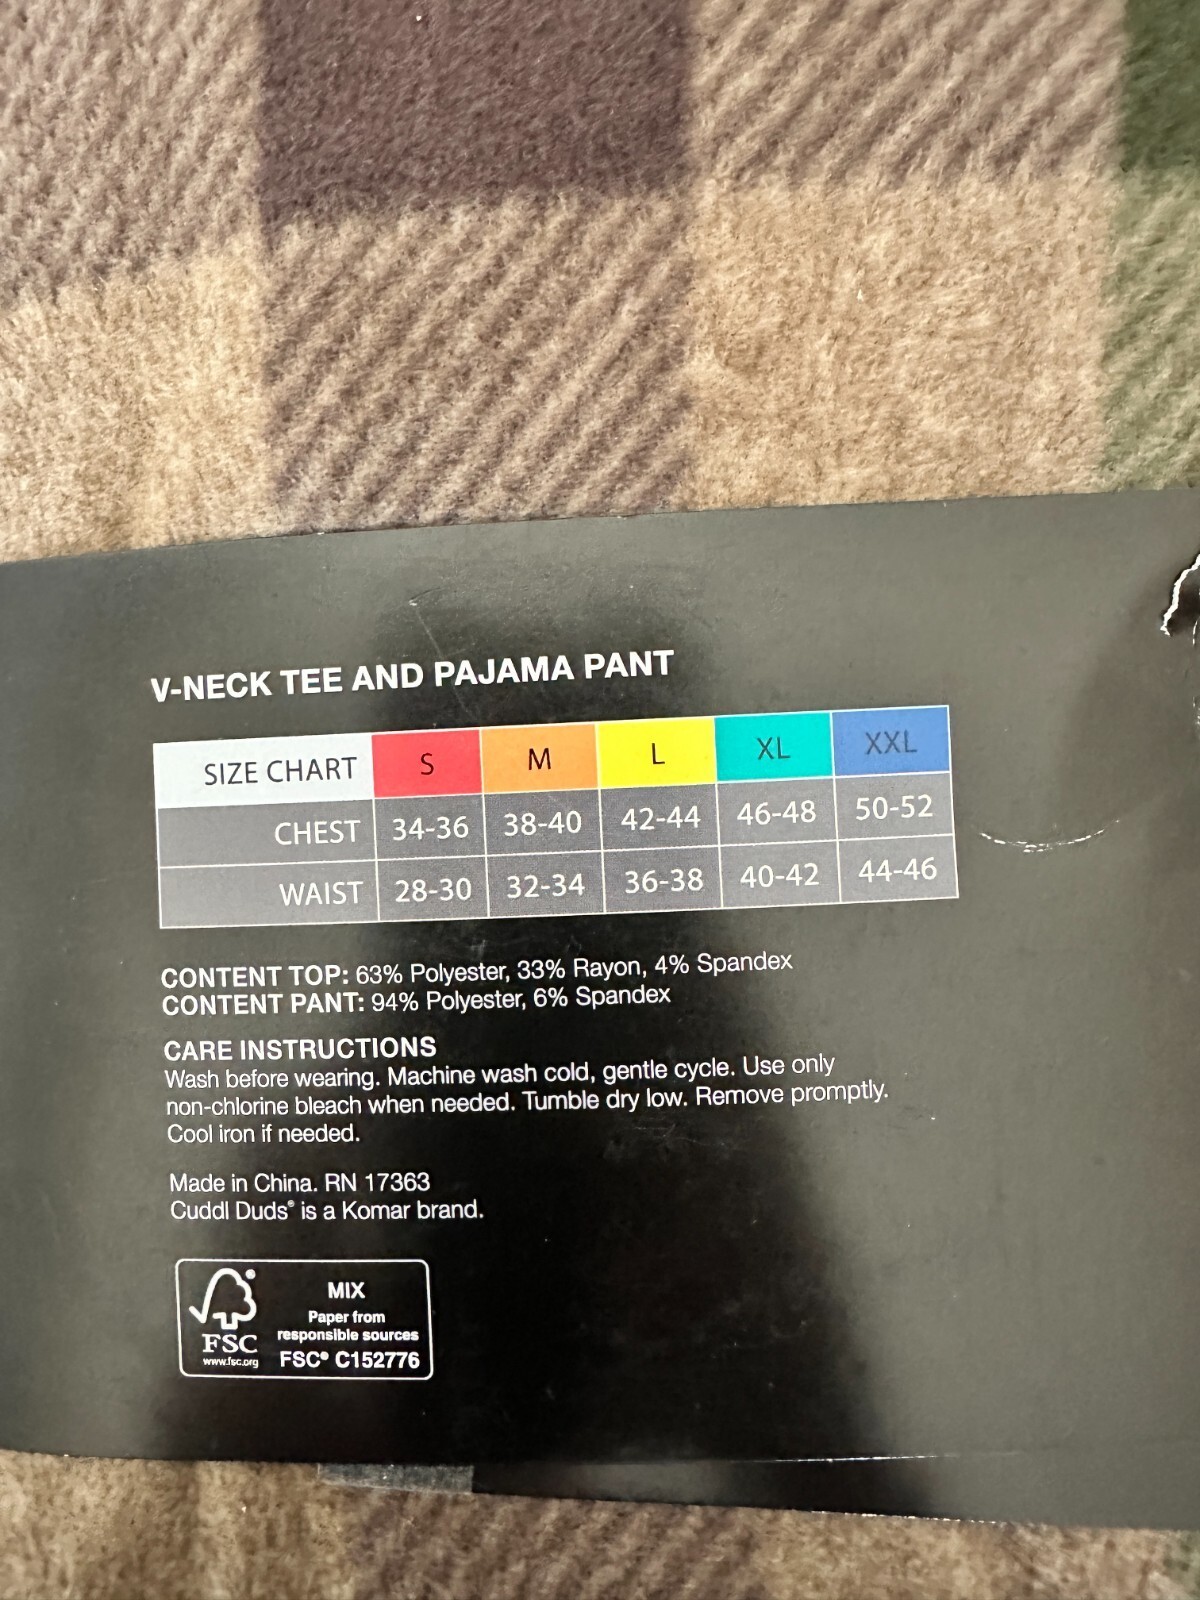 V-NECK TEE AND PAJAMA PANT
SIZE CHART S M L XL XXL
CHEST 34-36 38-40 42-44 46-48 50-52
WAIST 28-30 32-34 36-38 40-42 44-46
CONTENT TOP: 63% Polyester, 33% Rayon, 4% Spandex
CONTENT PANT: 94% Polyester, 6% Spandex
CARE INSTRUCTIONS
Wash before wearing. Machine wash cold, gentle cycle. Use only
non-chlorine bleach when needed. Tumble dry low. Remove promptly.
Cool iron if needed.
Made in China. RN 17363
Cuddl Duds® is a Komar brand.
FSC
www.fsc.org
MIX
Paper from
responsible sources
FSC® C152776